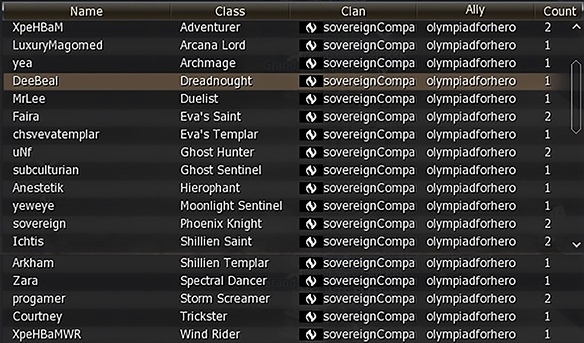 Name Class Clan Ally Count
XpeHBaM Adventurer sovereignCompa olympiadforhero 2
LuxuryMagomed Arcana Lord sovereignCompa olympiadforhero 1
yea Archmage sovereignCompa olympiadforhero 1
DeeBeal Dreadnought sovereignCompa olympiadforhero 1
MrLee Duelist sovereignCompa olympiadforhero 1
Faira Eva's Saint sovereignCompa olympiadforhero 2
chsvevatemplar Eva's Templar sovereignCompa olympiadforhero 1
uNf Ghost Hunter sovereignCompa olympiadforhero 2
subculturian Ghost Sentinel sovereignCompa olympiadforhero 1
Anestetik Hierophant sovereignCompa olympiadforhero 1
yeweye Moonlight Sentinel sovereignCompa olympiadforhero 1
sovereign Phoenix Knight sovereignCompa olympiadforhero 2
Ichtis Shillien Saint sovereignCompa olympiadforhero 2
Arkham Shillien Templar sovereignCompa olympiadforhero 1
Zara Spectral Dancer sovereignCompa olympiadforhero 1
progamer Storm Screamer sovereignCompa olympiadforhero 2
Courtney Trickster sovereignCompa olympiadforhero 1
XpeHBaMWR Wind Rider sovereignCompa olympiadforhero 1